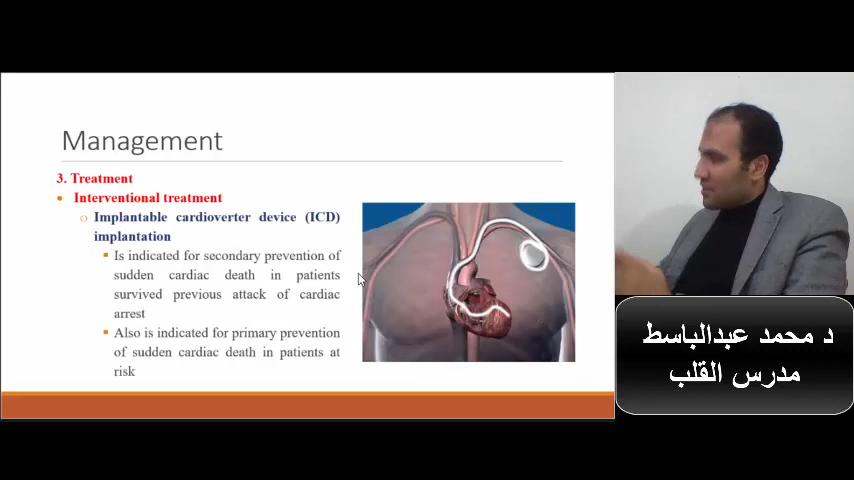 Management
3. Treatment
• Interventional treatment
○ Implantable cardioverter device (ICD)
implantation
▪ Is indicated for secondary prevention of
sudden cardiac death in patients
survived previous attack of cardiac
arrest
▪ Also is indicated for primary prevention
of sudden cardiac death in patients at
risk
د محمد عبدالباسط
مدرس القلب